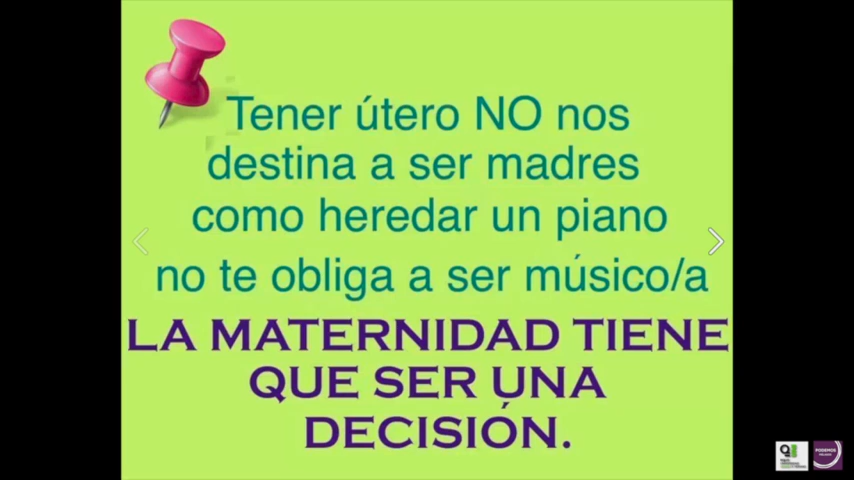 Tener útero NO nos
destina a ser madres
como heredar un piano
no te obliga a ser músico/a
LA MATERNIDAD TIENE
QUE SER UNA
DECISIÓN.
PODEMOS